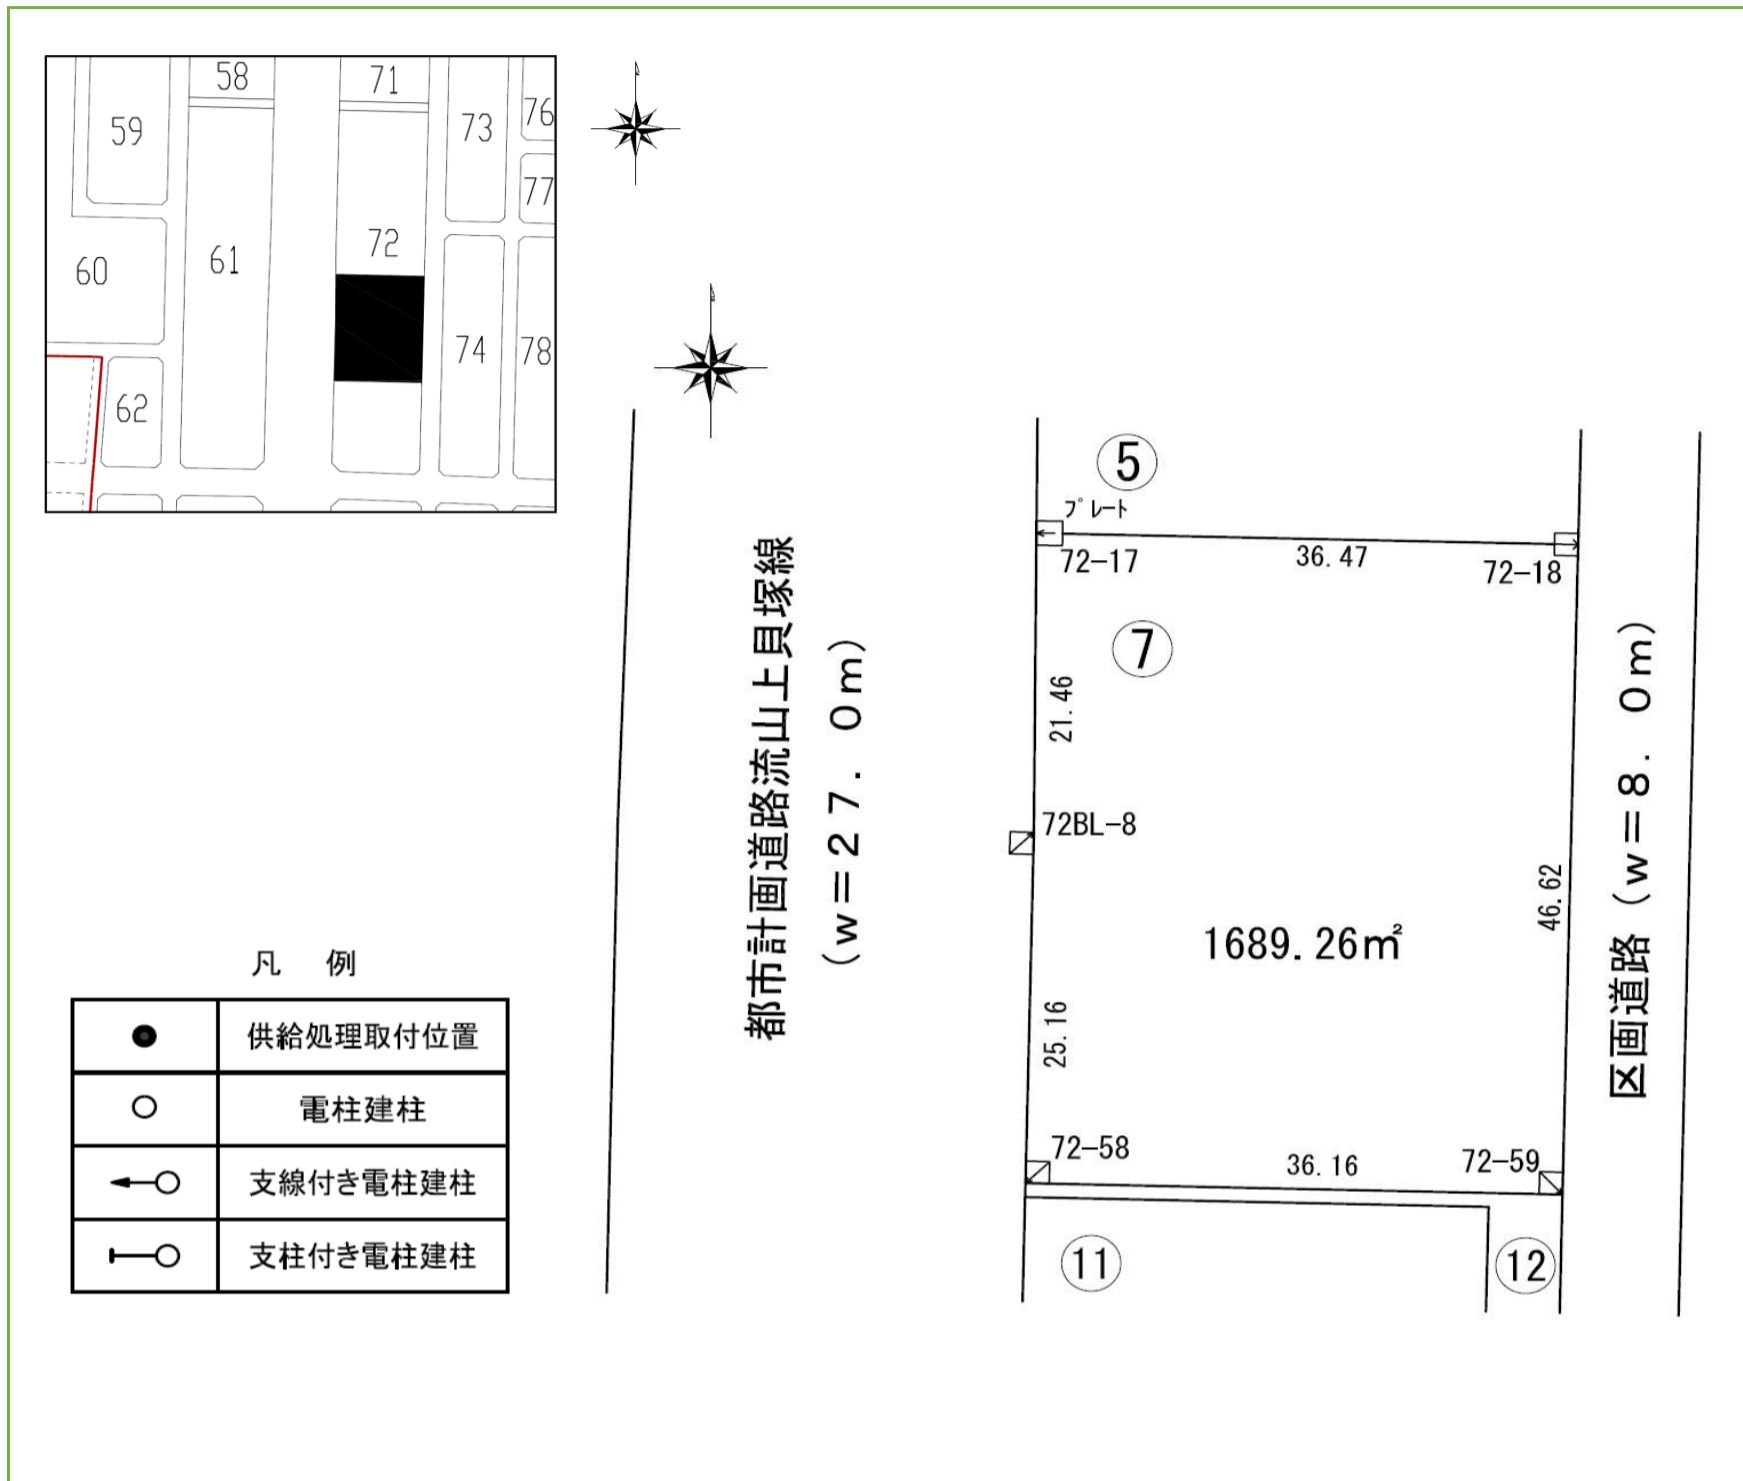 58
71
59
73
76
77
72
61
60
74
78
62
⑤
プレート
72-17
36.47
72-18
⑦
21.46
都市計画道路流山上貝塚線
(w=27.0m)
区画道路(w=8.0m)
72BL-8
46.62
1689.26㎡
25.16
72-58
36.16
72-59
⑪
⑫
凡 例
供給処理取付位置
電柱建柱
支線付き電柱建柱
支柱付き電柱建柱